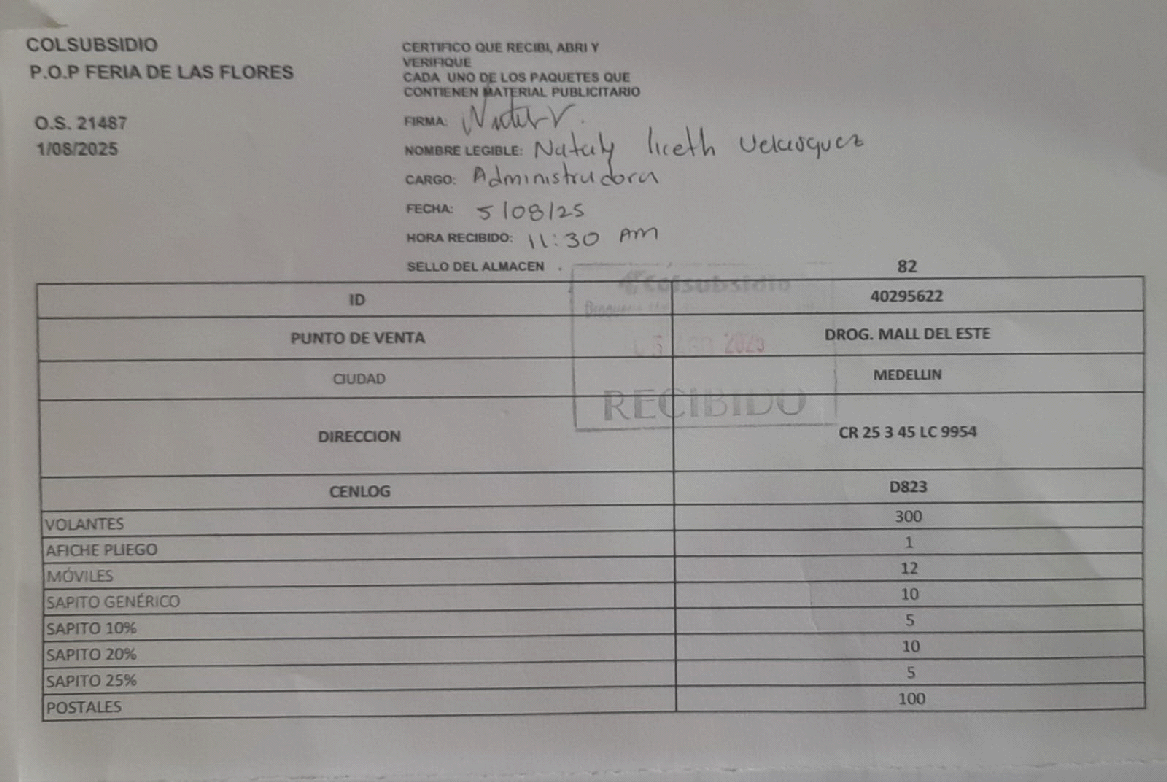 COLSUBSIDIO
P.O.P FERIA DE LAS FLORES
O.S. 21487
1/08/2025
CERTIFICO QUE RECIBI, ABRI Y
VERIFIQUE
CADA UNO DE LOS PAQUETES QUE
CONTIENEN MATERIAL PUBLICITARIO
FIRMA:
NOMBRE LEGIBLE: Nataly liceth Velasquez
CARGO: Administradora
FECHA: 5/08/25
HORA RECIBIDO: 11:30 AM
SELLO DEL ALMACEN
82
Colsubsidio
2025
RECIBIDO
ID 40295622
PUNTO DE VENTA DROG. MALL DEL ESTE
CIUDAD MEDELLIN
DIRECCION CR 25 3 45 LC 9954
CENLOG D823
VOLANTES 300
AFICHE PLIEGO 1
MÓVILES 12
SAPITO GENÉRICO 10
SAPITO 10% 5
SAPITO 20% 10
SAPITO 25% 5
POSTALES 100